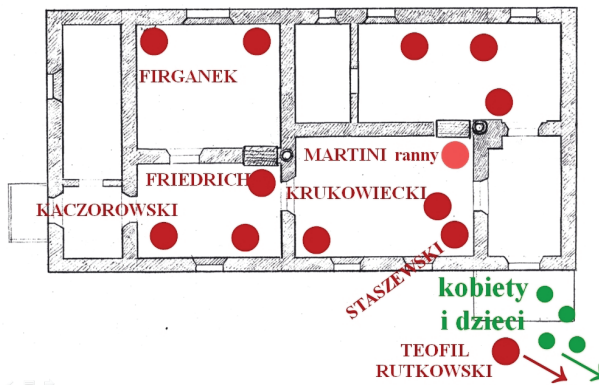 FIRGANEK
MARTINI ranny
FRIEDRICH
KRUKOWIECKI
KACZOROWSKI
STASZEWSKI
kobiety
i dzieci
TEOFIL
RUTKOWSKI